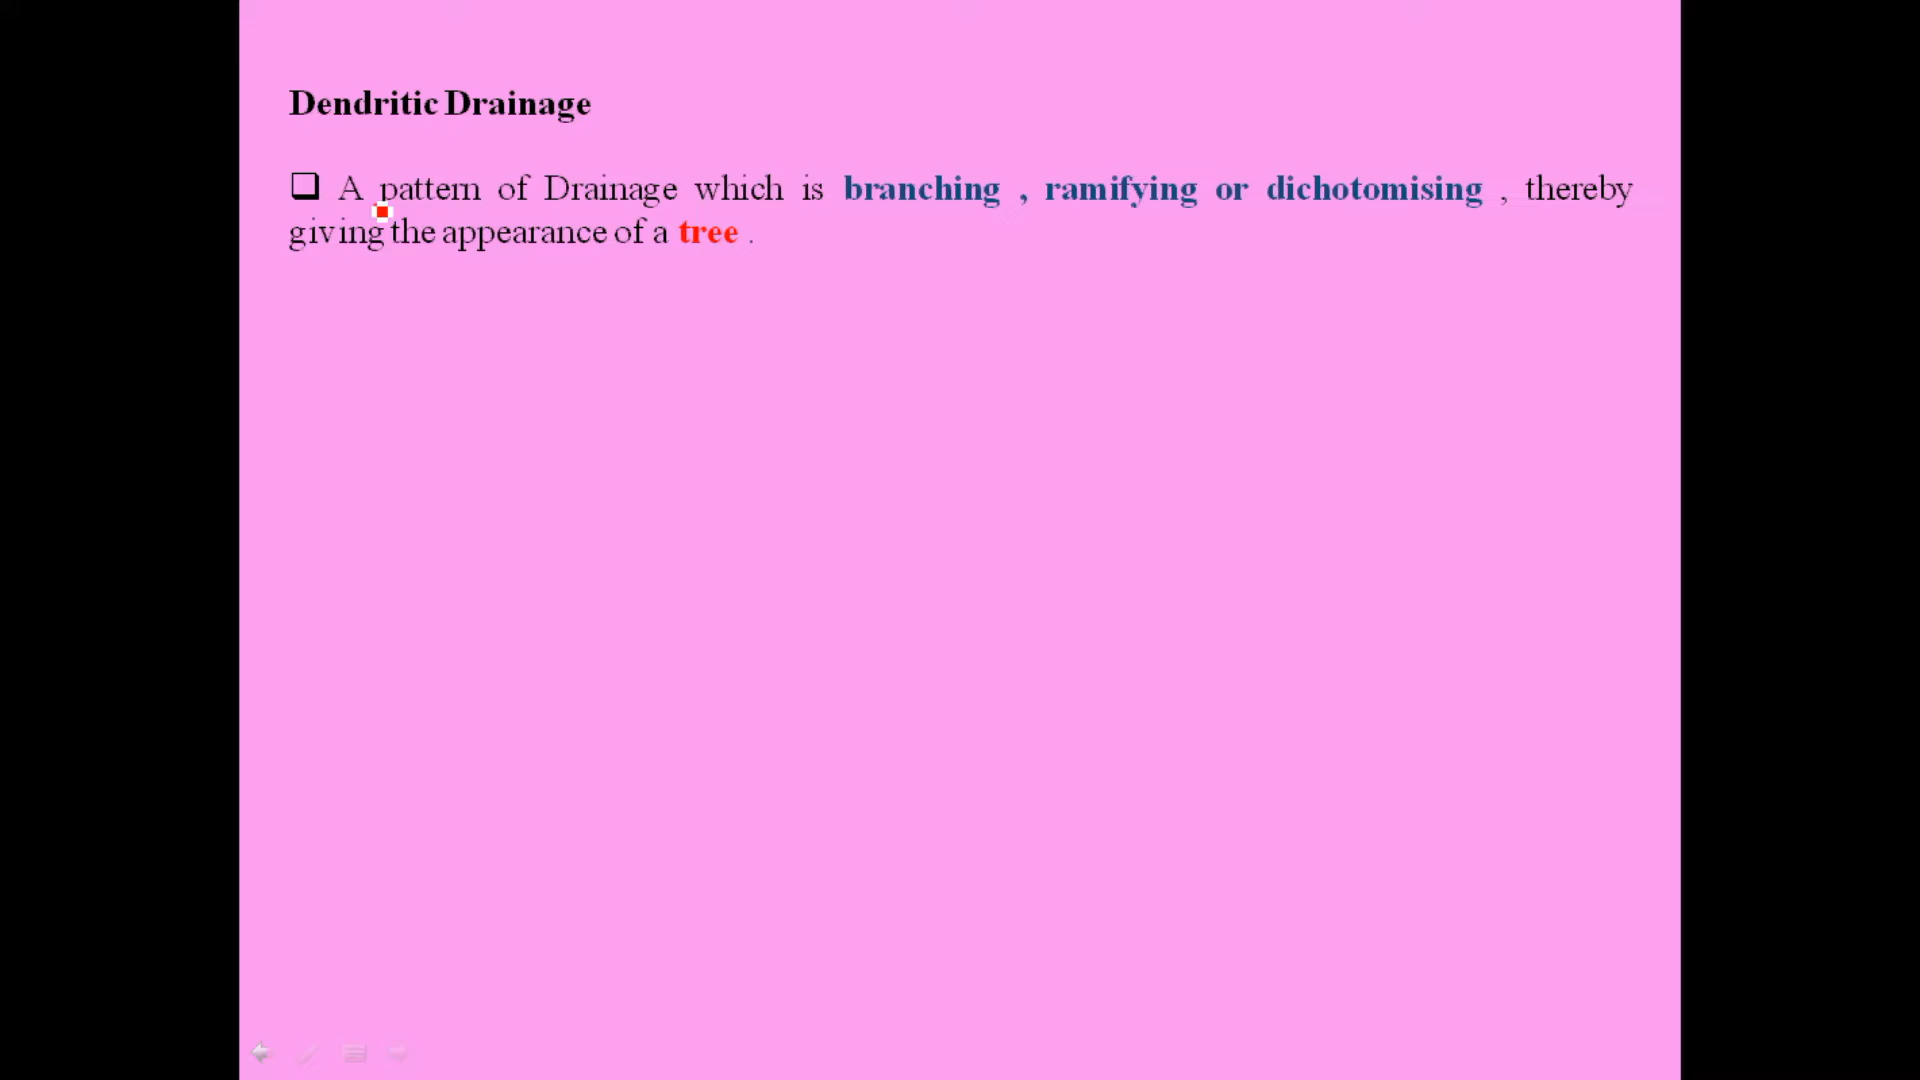 Dendritic Drainage
❑ A pattern of Drainage which is branching , ramifying or dichotomising , thereby
giving the appearance of a tree .